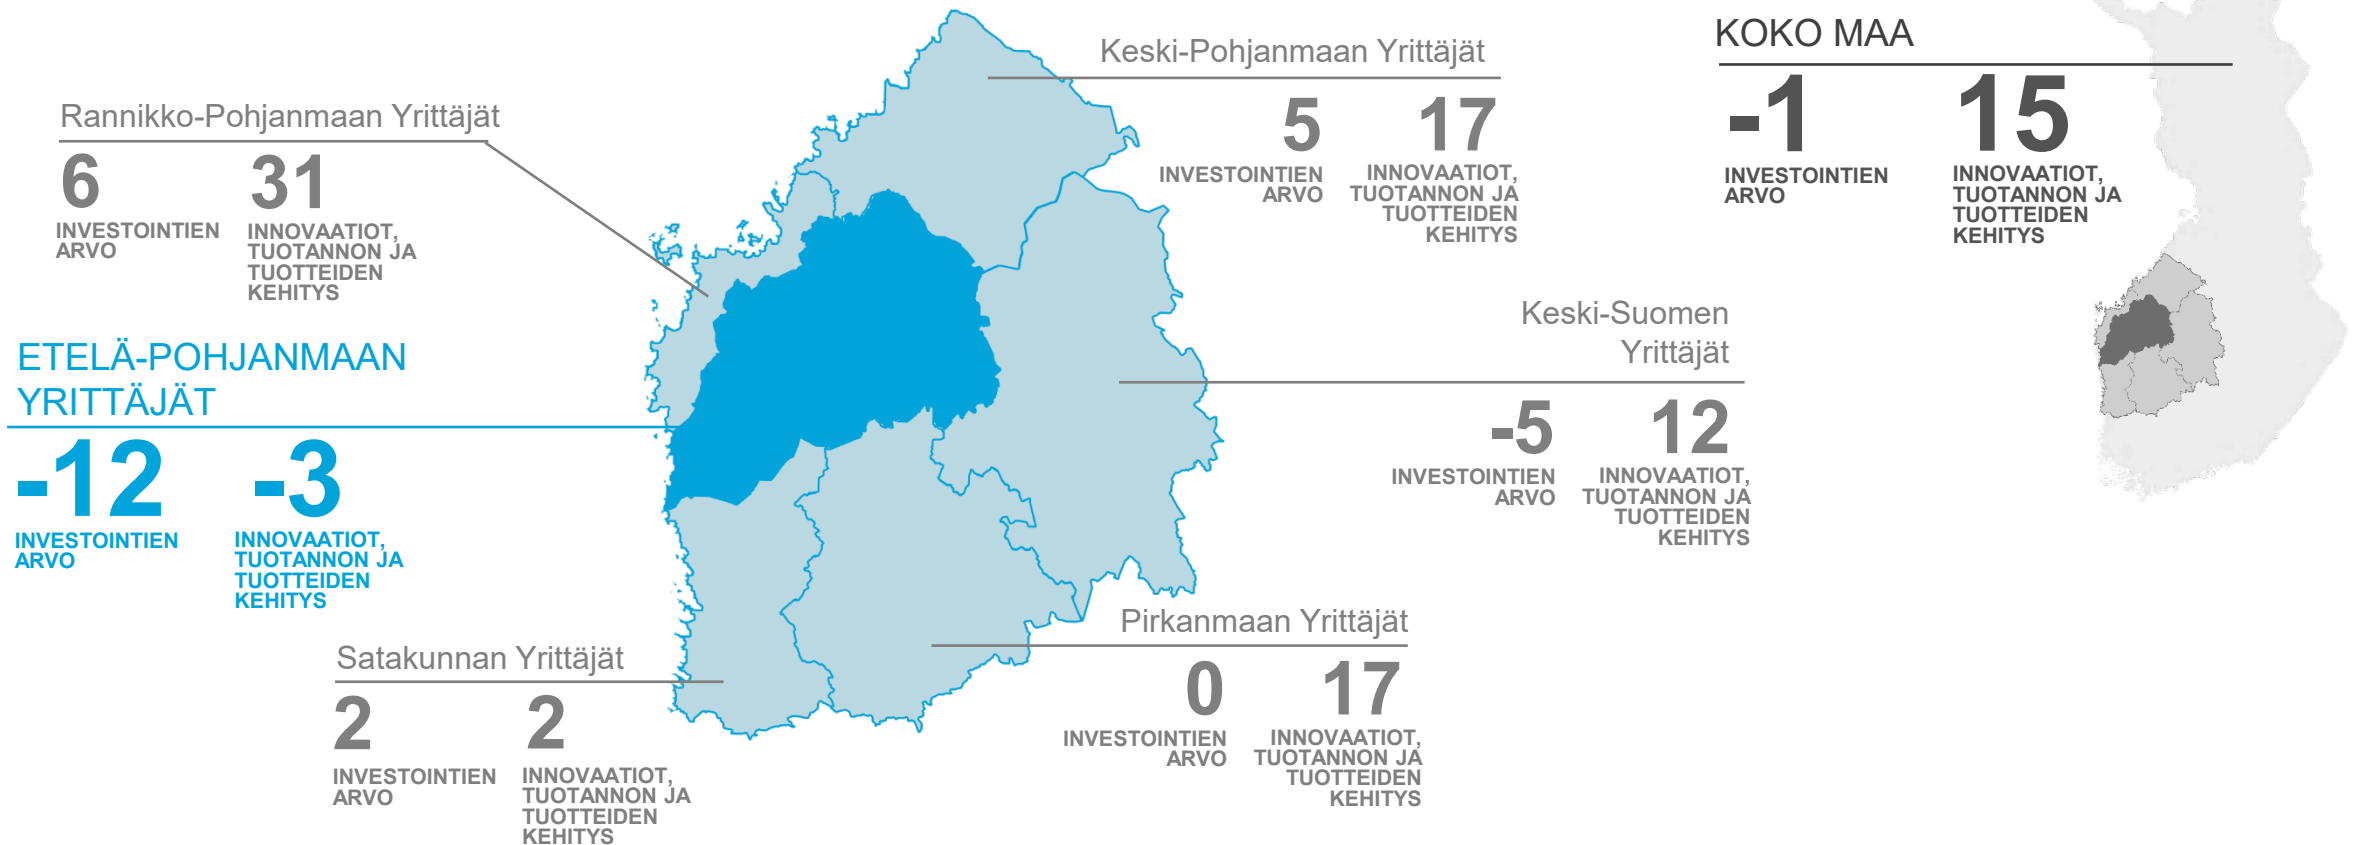 Rannikko-Pohjanmaan Yrittäjät
6
INVESTOINTIEN
ARVO
31
INNOVAATIOT,
TUOTANNON JA
TUOTTEIDEN
KEHITYS
Keski-Pohjanmaan Yrittäjät
5
INVESTOINTIEN
ARVO
17
INNOVAATIOT,
TUOTANNON JA
TUOTTEIDEN
KEHITYS
KOKO MAA
-1
INVESTOINTIEN
ARVO
15
INNOVAATIOT,
TUOTANNON JA
TUOTTEIDEN
KEHITYS
ETELÄ-POHJANMAAN
YRITTÄJÄT
-12
INVESTOINTIEN
ARVO
-3
INNOVAATIOT,
TUOTANNON JA
TUOTTEIDEN
KEHITYS
Keski-Suomen
Yrittäjät
-5
INVESTOINTIEN
ARVO
12
INNOVAATIOT,
TUOTANNON JA
TUOTTEIDEN
KEHITYS
Satakunnan Yrittäjät
2
INVESTOINTIEN
ARVO
2
INNOVAATIOT,
TUOTANNON JA
TUOTTEIDEN
KEHITYS
Pirkanmaan Yrittäjät
0
INVESTOINTIEN
ARVO
17
INNOVAATIOT,
TUOTANNON JA
TUOTTEIDEN
KEHITYS